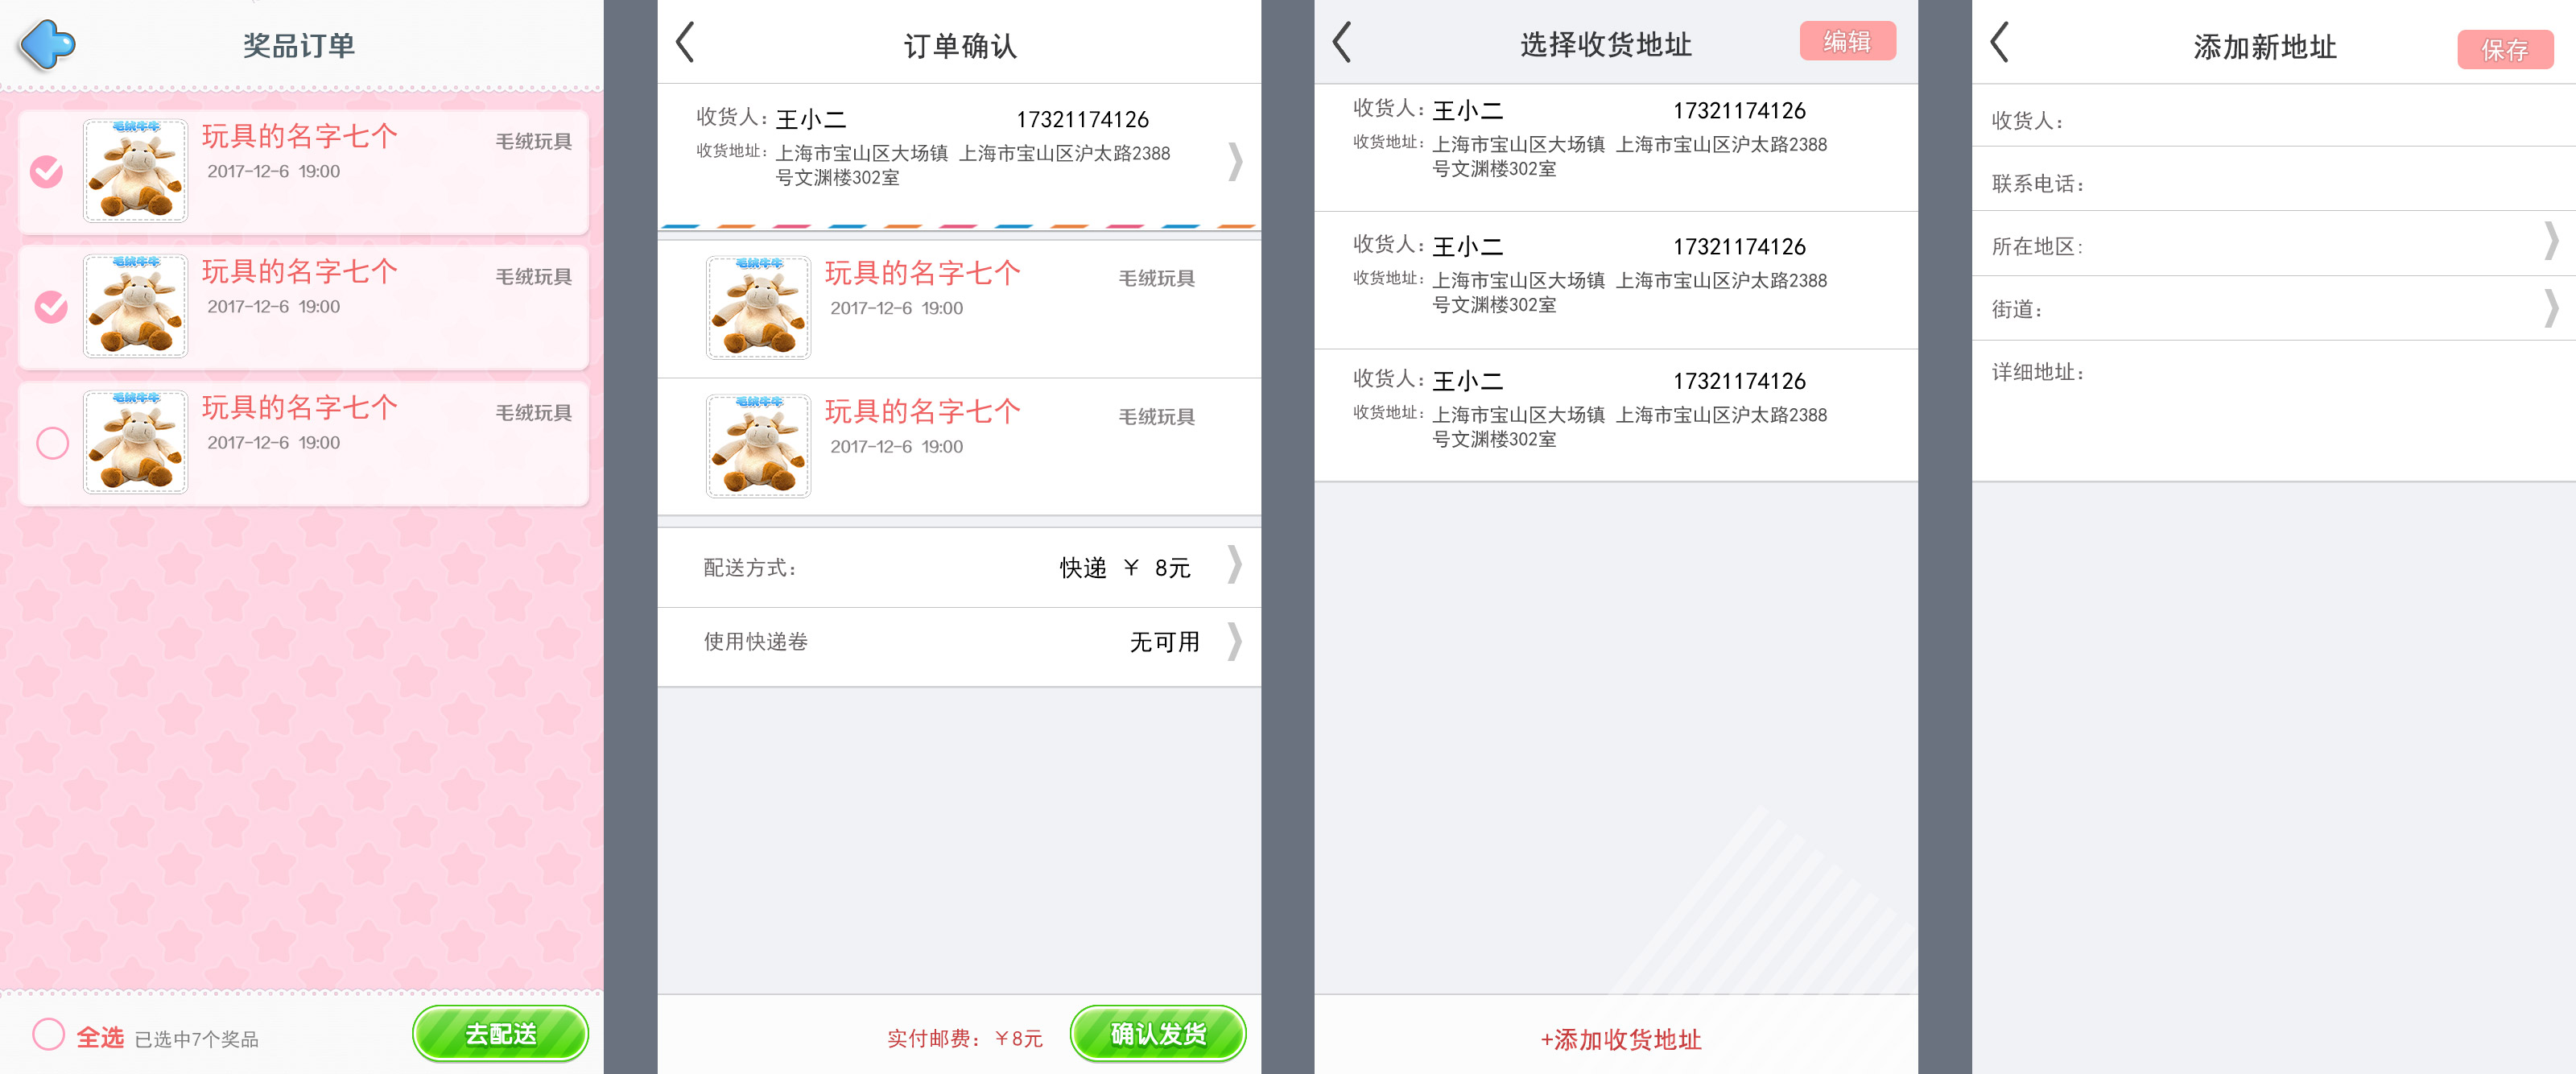 奖品订单
毛绒牛牛
玩具的名字七个
毛绒玩具
2017-12-6 19:00
毛绒牛牛
玩具的名字七个
毛绒玩具
2017-12-6 19:00
毛绒牛牛
玩具的名字七个
毛绒玩具
2017-12-6 19:00
全选 已选中7个奖品
去配送
订单确认
收货人：王小二 17321174126
收货地址：上海市宝山区大场镇 上海市宝山区沪太路2388
号文渊楼302室
毛绒牛牛
玩具的名字七个
毛绒玩具
2017-12-6 19:00
毛绒牛牛
玩具的名字七个
毛绒玩具
2017-12-6 19:00
配送方式： 快递 ￥ 8元
使用快递卷 无可用
实付邮费：￥8元
确认发货
选择收货地址
编辑
收货人：王小二 17321174126
收货地址：上海市宝山区大场镇 上海市宝山区沪太路2388
号文渊楼302室
收货人：王小二 17321174126
收货地址：上海市宝山区大场镇 上海市宝山区沪太路2388
号文渊楼302室
收货人：王小二 17321174126
收货地址：上海市宝山区大场镇 上海市宝山区沪太路2388
号文渊楼302室
+添加收货地址
添加新地址
保存
收货人：
联系电话：
所在地区：
街道：
详细地址：